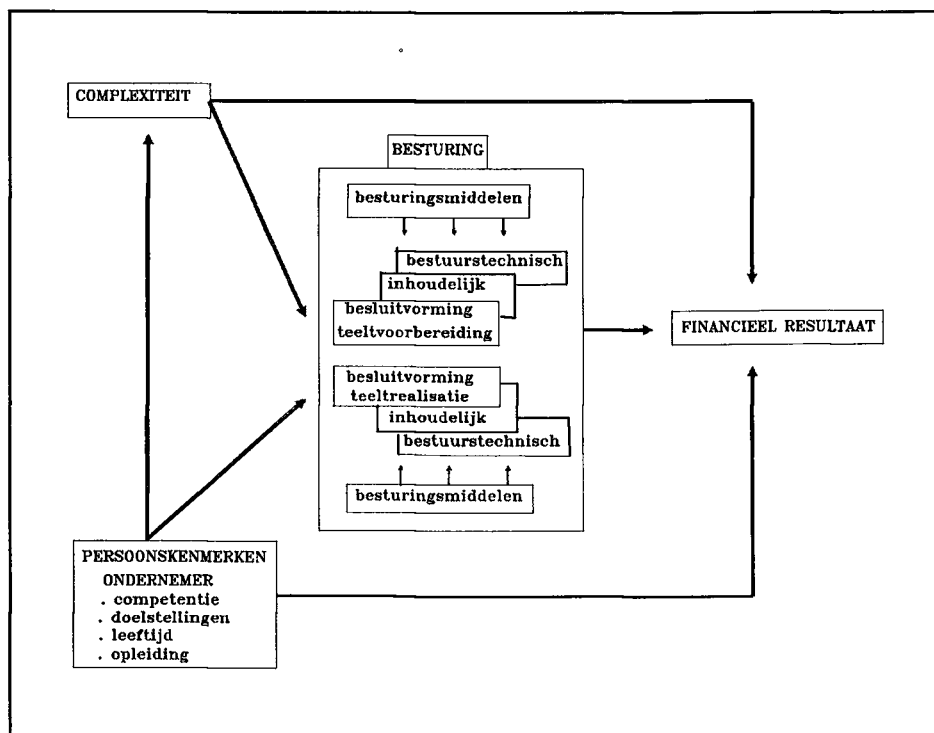 COMPLEXITEIT
BESTURING
besturingsmiddelen
bestuurstechnisch
inhoudelijk
besluitvorming
teeltvoorbereiding
FINANCIEEL RESULTAAT
besluitvorming
teeltrealisatie
inhoudelijk
bestuurstechnisch
besturingsmiddelen
PERSOONSKENMERKEN
ONDERNEMER
. competentie
. doelstellingen
. leeftijd
. opleiding